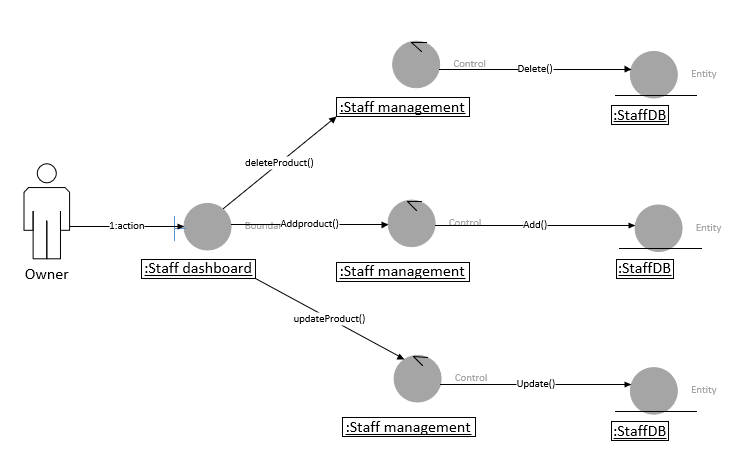 Control
Delete()
Entity
:Staff management
:StaffDB
deleteProduct()
1:action
Boundar
Addproduct()
Control
Add()
Entity
Owner
:Staff dashboard
:Staff management
:StaffDB
updateProduct()
Control
Update()
Entity
:Staff management
:StaffDB